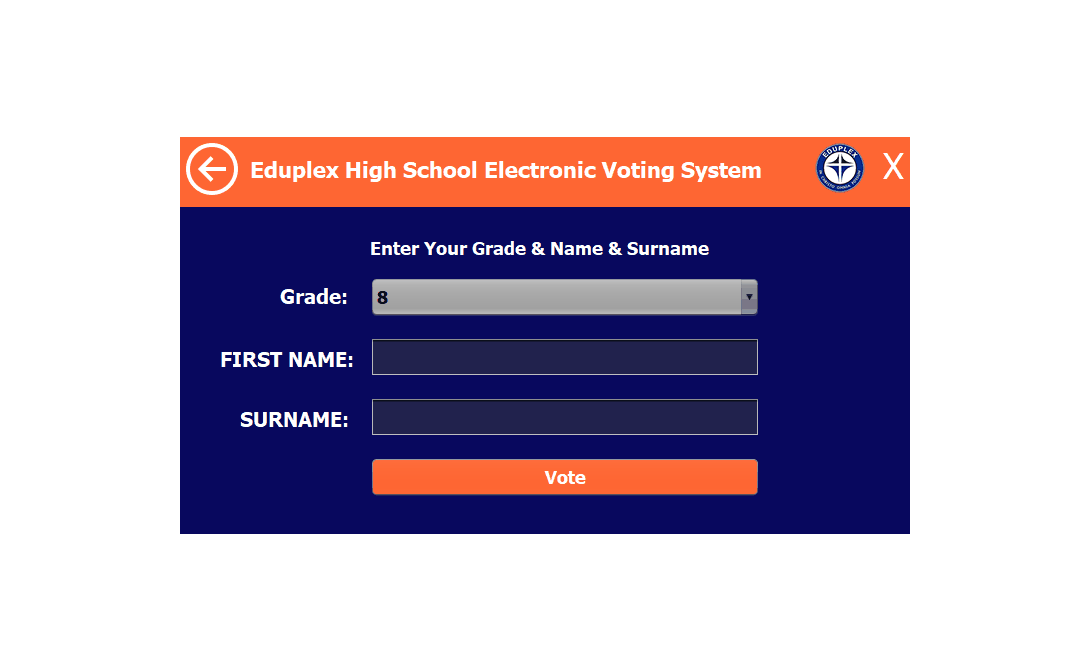 Eduplex High School Electronic Voting System
EDUPLEX
X
Enter Your Grade & Name & Surname
Grade:
8
FIRST NAME:
SURNAME:
Vote